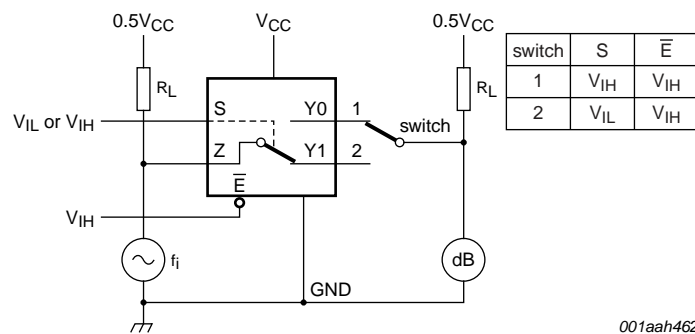 0.5VCC
VCC
0.5VCC
RL
RL
switch S E̅
1 VIH VIH
2 VIL VIH
VIL or VIH
S
Y0
1
switch
Z
Y1
2
E̅
VIH
fi
dB
GND
001aah462